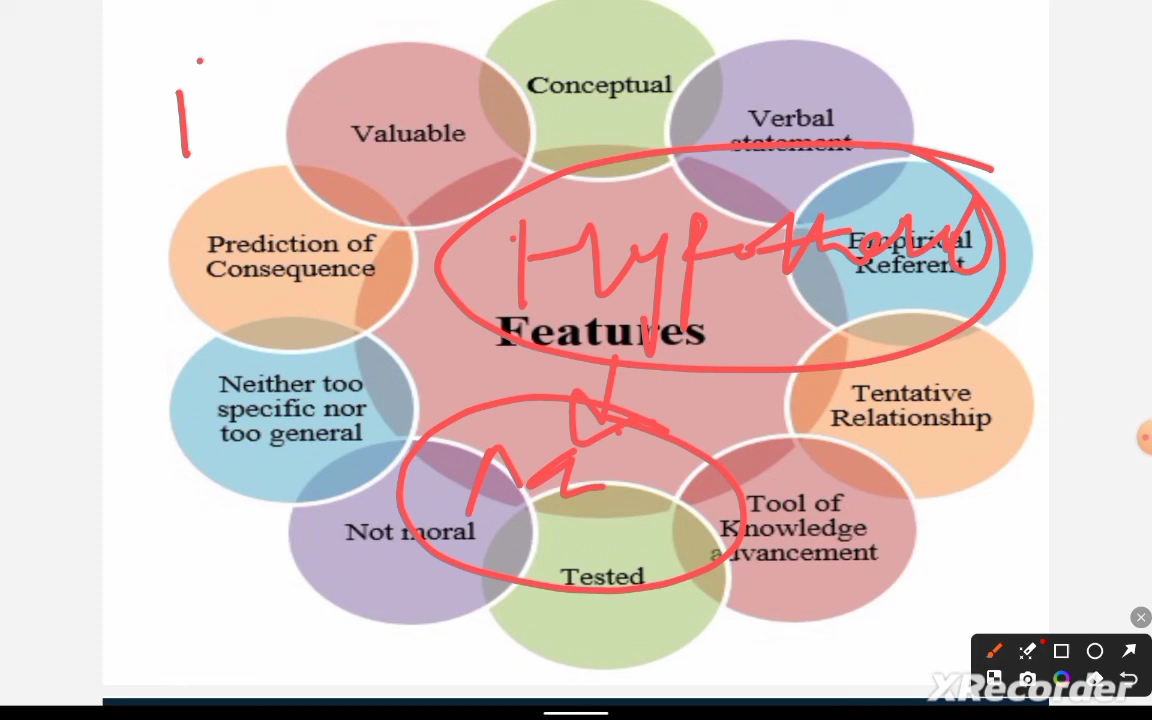 Conceptual
Valuable
Verbal
statement
Prediction of
Consequence
Empirical
Referent
Features
Neither too
specific nor
too general
Tentative
Relationship
Not moral
Tool of
Knowledge
advancement
Tested
XRecorder